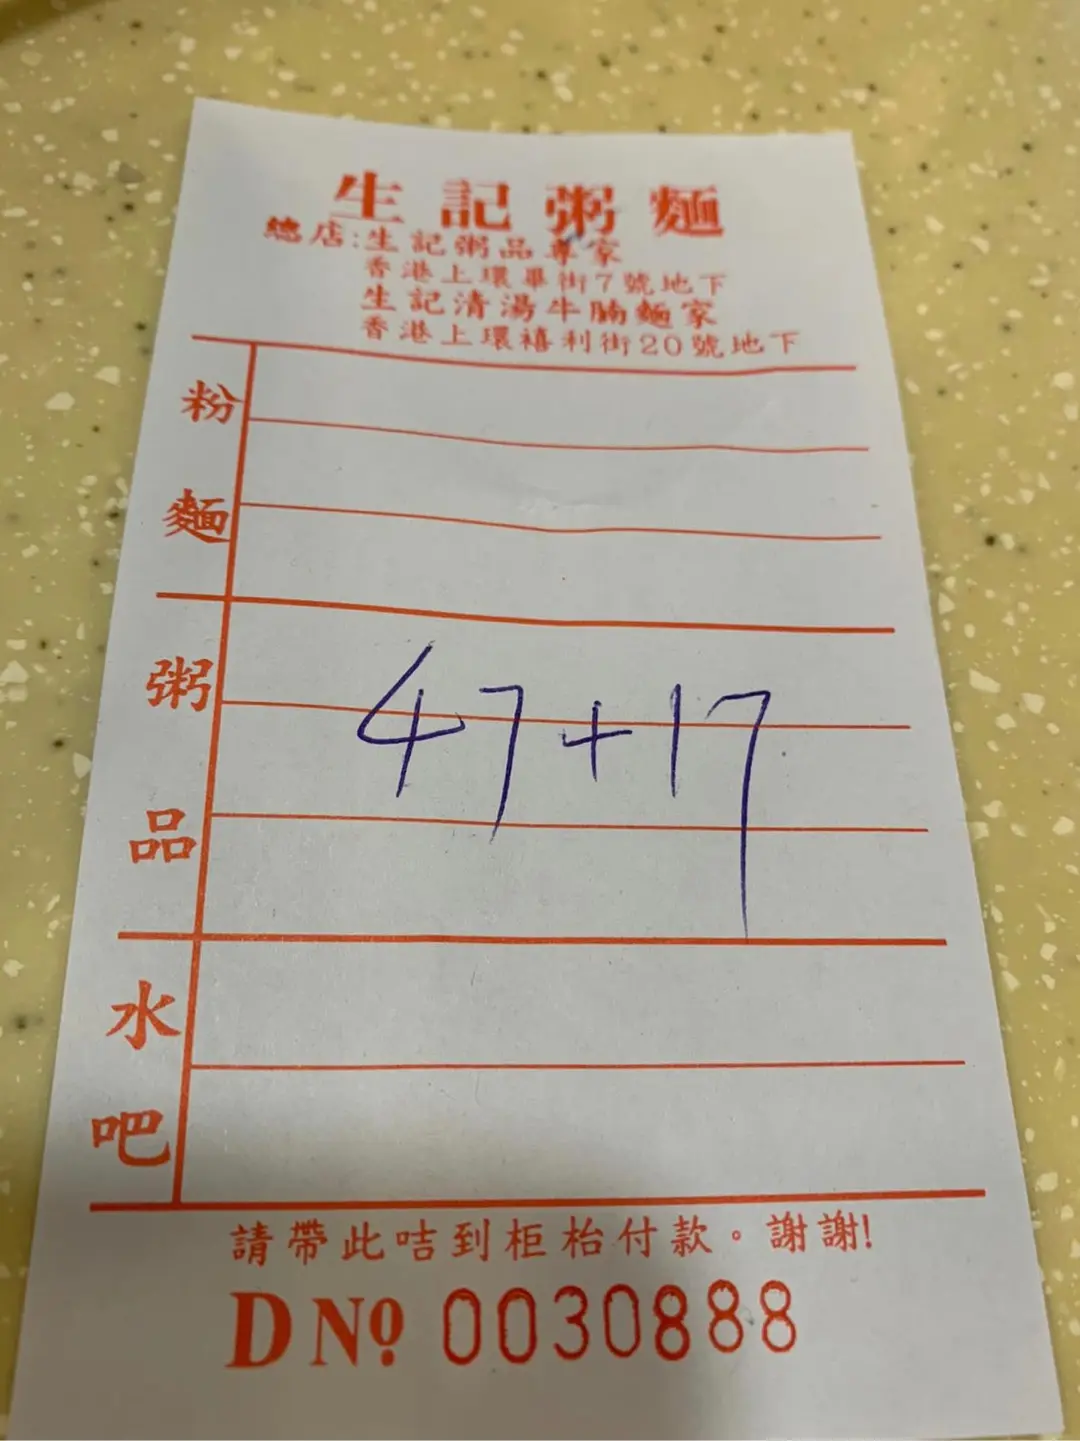 生記粥麵
總店:生記粥品專家
香港上環畢街7號地下
生記清湯牛腩麵家
香港上環禧利街20號地下
粉麵
粥品
47+17
水吧
請帶此咭到柜枱付款。謝謝!
D Nº 0030888